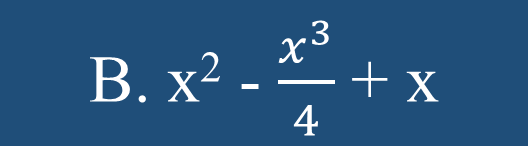 B. x² - x³/4 + x